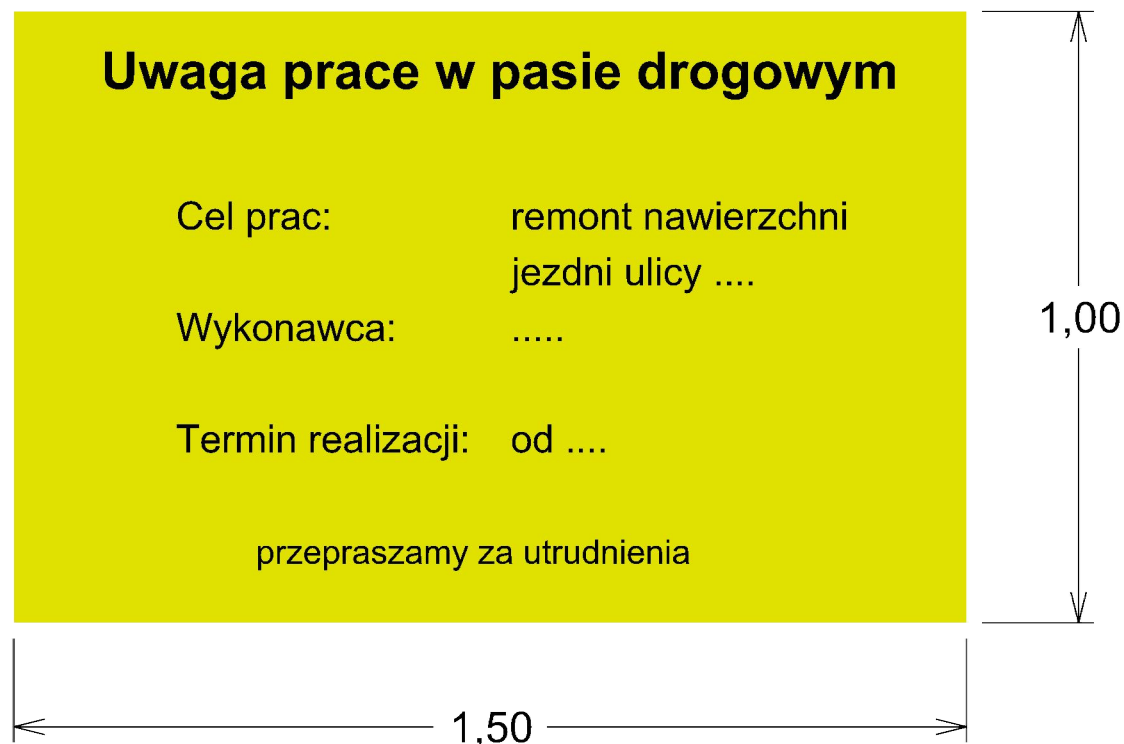 Uwaga prace w pasie drogowym
Cel prac: remont nawierzchni
jezdni ulicy ....
Wykonawca: .....
Termin realizacji: od ....
przepraszamy za utrudnienia
1,00
1,50